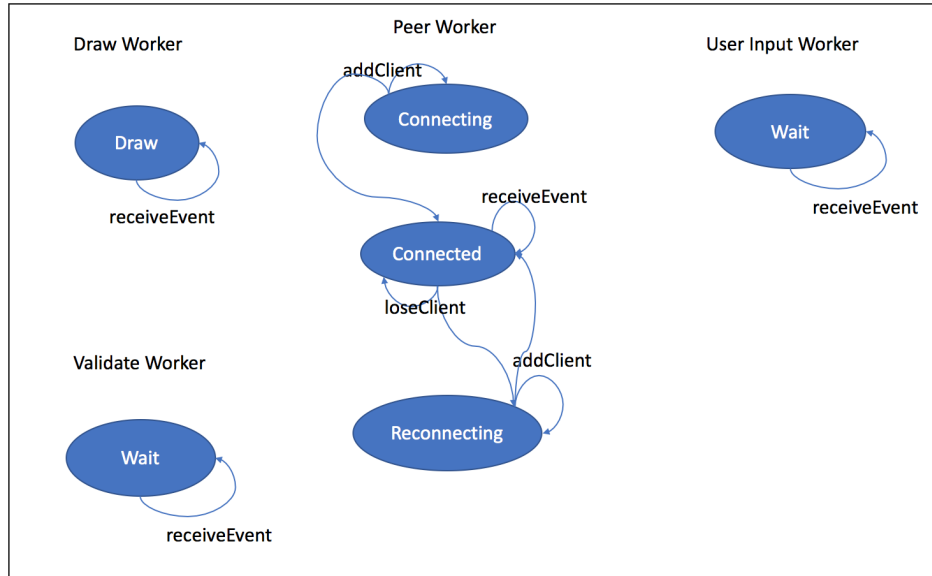 Draw Worker
Peer Worker
User Input Worker
addClient
Connecting
Draw
Wait
receiveEvent
receiveEvent
receiveEvent
Connected
loseClient
Validate Worker
addClient
Reconnecting
Wait
receiveEvent